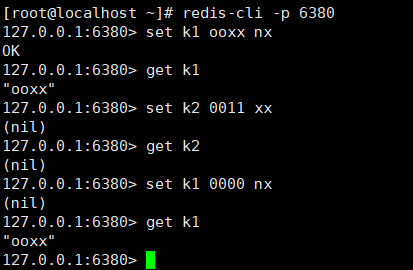 [root@localhost ~]# redis-cli -p 6380
127.0.0.1:6380> set k1 ooxx nx
OK
127.0.0.1:6380> get k1
"ooxx"
127.0.0.1:6380> set k2 0011 xx
(nil)
127.0.0.1:6380> get k2
(nil)
127.0.0.1:6380> set k1 0000 nx
(nil)
127.0.0.1:6380> get k1
"ooxx"
127.0.0.1:6380>